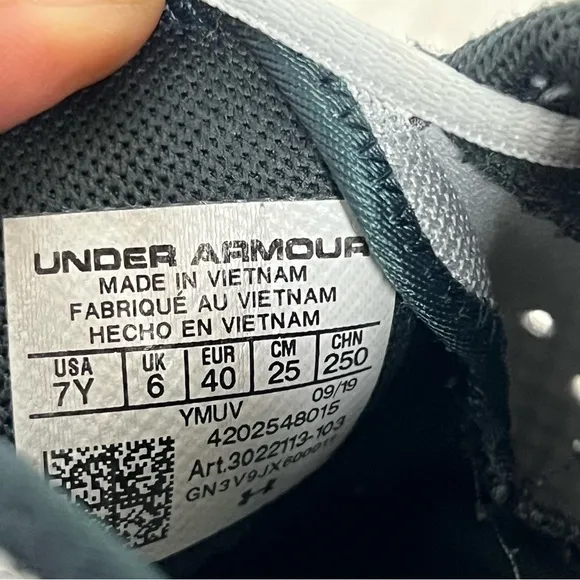 UNDER ARMOUR
MADE IN VIETNAM
FABRIQUÉ AU VIETNAM
HECHO EN VIETNAM
USA UK EUR CM CHN
7Y 6 40 25 250
YMUV 09/19
4202548015
Art.3022113-103